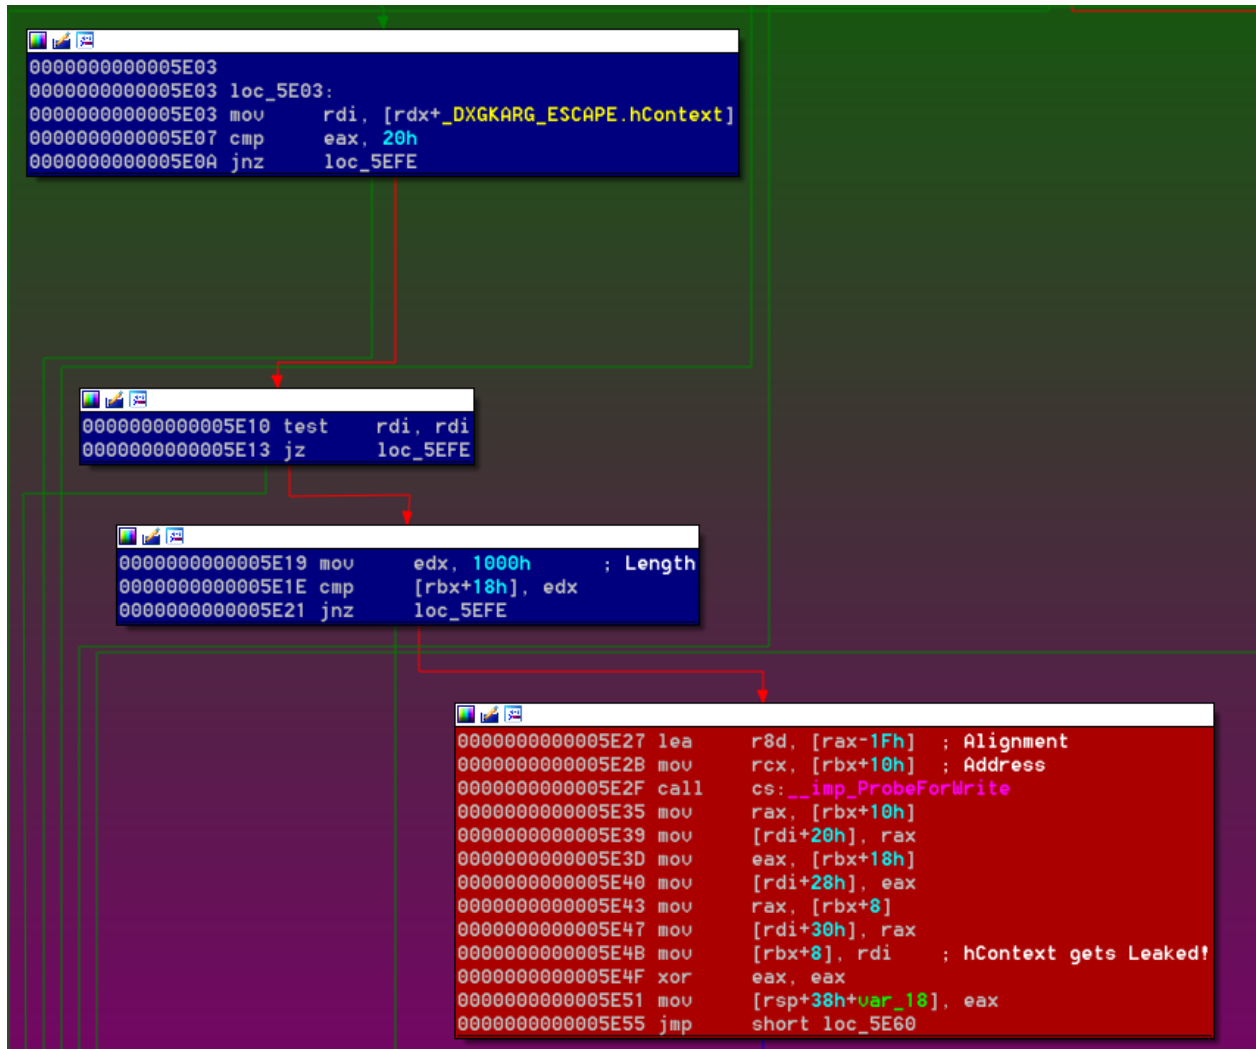 0000000000005E03
0000000000005E03 loc_5E03:
0000000000005E03 mov rdi, [rdx+_DXGKARG_ESCAPE.hContext]
0000000000005E07 cmp eax, 20h
0000000000005E0A jnz loc_5EFE
0000000000005E10 test rdi, rdi
0000000000005E13 jz loc_5EFE
0000000000005E19 mov edx, 1000h ; Length
0000000000005E1E cmp [rbx+18h], edx
0000000000005E21 jnz loc_5EFE
0000000000005E27 lea r8d, [rax-1Fh] ; Alignment
0000000000005E2B mov rcx, [rbx+10h] ; Address
0000000000005E2F call cs:__imp_ProbeForWrite
0000000000005E35 mov rax, [rbx+10h]
0000000000005E39 mov [rdi+20h], rax
0000000000005E3D mov eax, [rbx+18h]
0000000000005E40 mov [rdi+28h], eax
0000000000005E43 mov rax, [rbx+8]
0000000000005E47 mov [rdi+30h], rax
0000000000005E4B mov [rbx+8], rdi ; hContext gets Leaked!
0000000000005E4F xor eax, eax
0000000000005E51 mov [rsp+38h+var_18], eax
0000000000005E55 jmp short loc_5E60